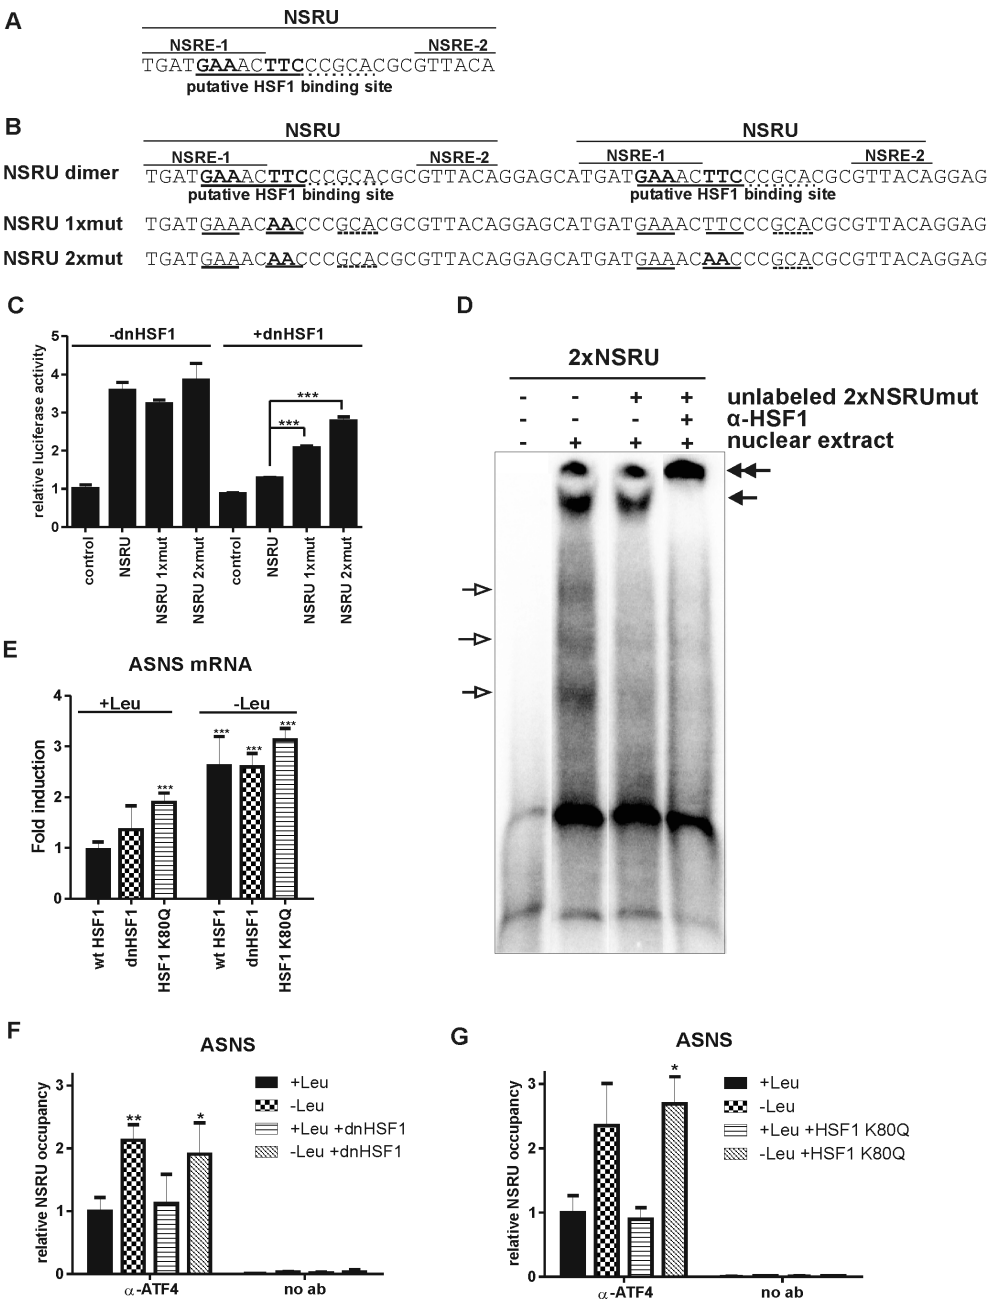 A
NSRU
NSRE-1 NSRE-2
TGATGAAACTTCCCGCACGCGTTACA
putative HSF1 binding site
B
NSRU NSRU
NSRE-1 NSRE-2 NSRE-1 NSRE-2
NSRU dimer TGATGAAACTTCCCGCACGCGTTACAGGAGCATGATGAAACTTCCCGCACGCGTTACAGGAG
putative HSF1 binding site putative HSF1 binding site
NSRU 1xmut TGATGAAACAACCCGCACGCGTTACAGGAGCATGATGAAACTTCCCGCACGCGTTACAGGAG
NSRU 2xmut TGATGAAACAACCCGCACGCGTTACAGGAGCATGATGAAACAACCCGCACGCGTTACAGGAG
C
-dnHSF1 +dnHSF1
relative luciferase activity
5
4
3
2
1
0
***
***
control NSRU NSRU 1xmut NSRU 2xmut control NSRU NSRU 1xmut NSRU 2xmut
D
2xNSRU
- - + + unlabeled 2xNSRUmut
- - - + α-HSF1
- + + + nuclear extract
E
ASNS mRNA
+Leu -Leu
Fold induction
4
3
2
1
0
*** *** *** ***
wt HSF1 dnHSF1 HSF1 K80Q wt HSF1 dnHSF1 HSF1 K80Q
F
ASNS
relative NSRU occupancy
3
2
1
0
** *
+Leu
-Leu
+Leu +dnHSF1
-Leu +dnHSF1
α-ATF4 no ab
G
ASNS
relative NSRU occupancy
3
2
1
0
*
+Leu
-Leu
+Leu +HSF1 K80Q
-Leu +HSF1 K80Q
α-ATF4 no ab